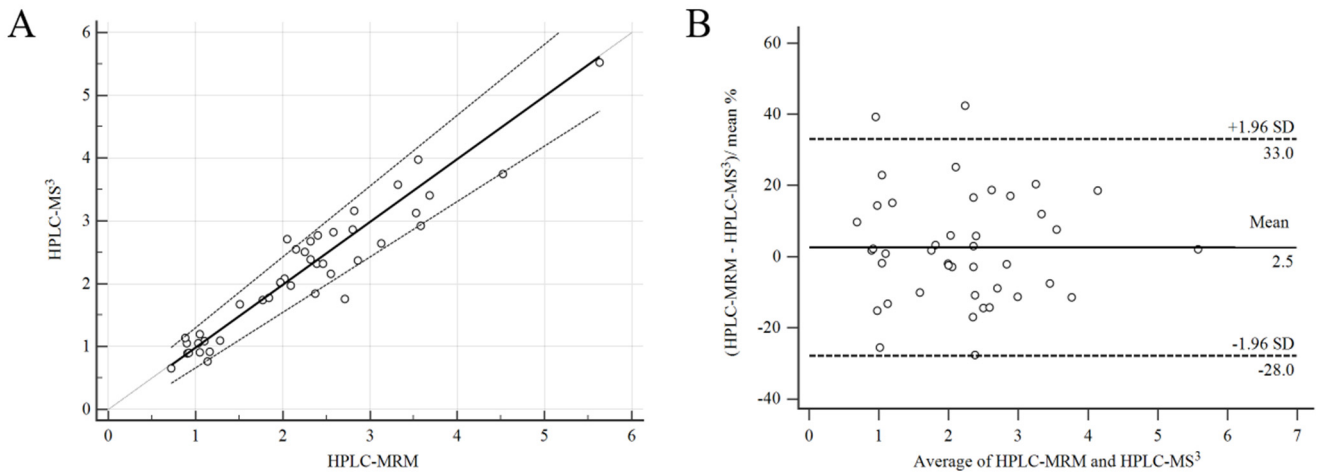 A
6
5
4
3
2
1
0
HPLC-MS³
0 1 2 3 4 5 6
HPLC-MRM
B
60
40
20
0
-20
-40
(HPLC-MRM - HPLC-MS³)/ mean %
+1.96 SD
33.0
Mean
2.5
-1.96 SD
-28.0
0 1 2 3 4 5 6 7
Average of HPLC-MRM and HPLC-MS³